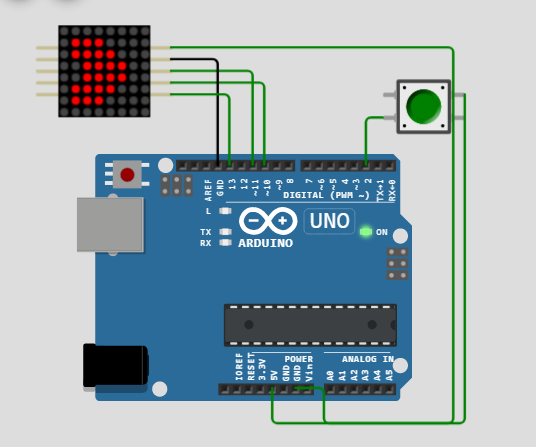 AREF
GND
13
12
~11
~10
~9
8
7
~6
~5
4
~3
2
TX→1
RX←0
DIGITAL (PWM ~)
L
TX
RX
UNO
ON
ARDUINO
IOREF
RESET
3.3V
5V
GND
GND
Vin
POWER
ANALOG IN
A0
A1
A2
A3
A4
A5